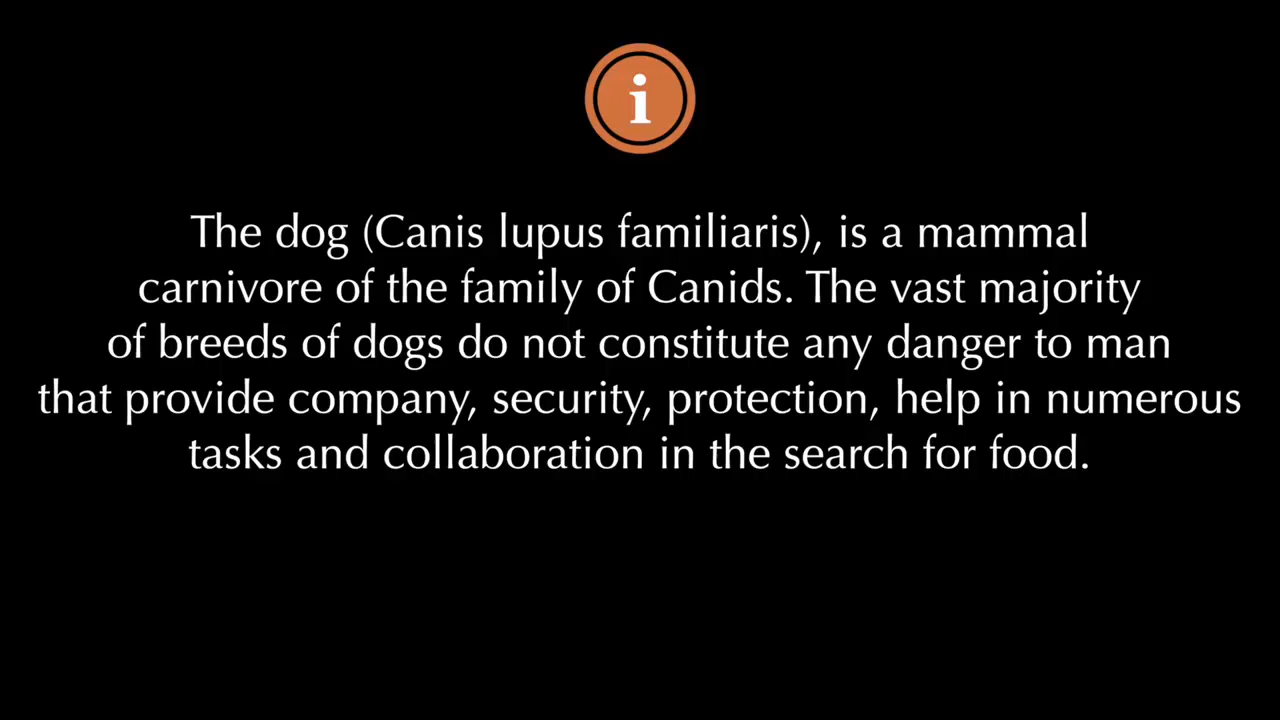 i
The dog (Canis lupus familiaris), is a mammal
carnivore of the family of Canids. The vast majority
of breeds of dogs do not constitute any danger to man
that provide company, security, protection, help in numerous
tasks and collaboration in the search for food.